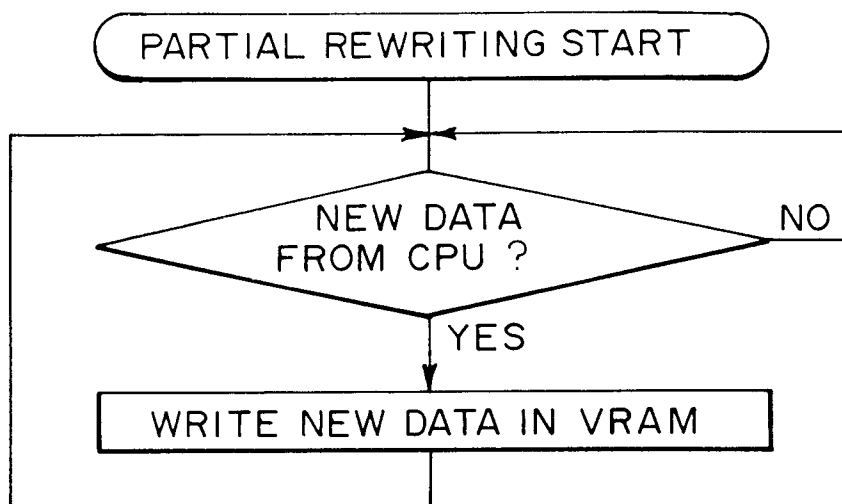 PARTIAL REWRITING START
NEW DATA
FROM CPU ?
NO
YES
WRITE NEW DATA IN VRAM